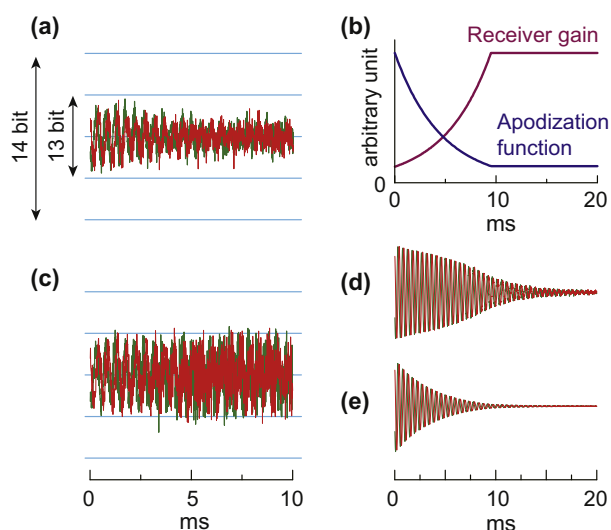 (a)
14 bit
13 bit
(b)
Receiver gain
Apodization
function
arbitrary unit
0
0 10 20
ms
(c)
0 5 10
ms
(d)
(e)
0 10 20
ms